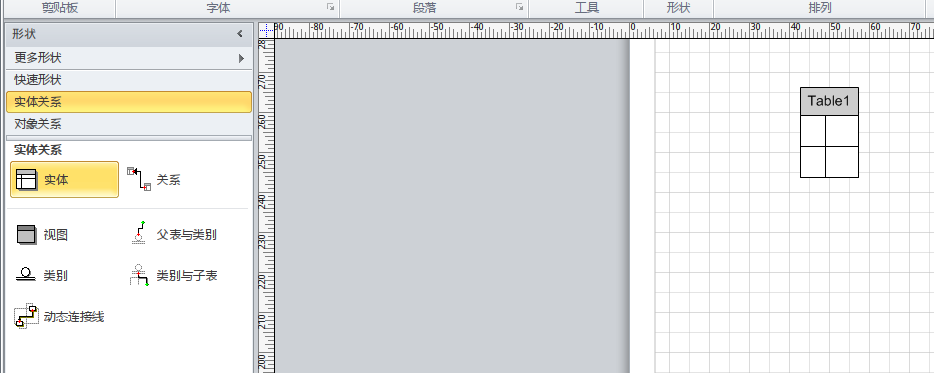 剪贴板 字体 段落 工具 形状 排列
形状
-90 -80 -70 -60 -50 -40 -30 -20 -10 0 10 20 30 40 50 60 70
更多形状
快速形状
实体关系
对象关系
实体关系
实体 关系
视图 父表与类别
类别 类别与子表
动态连接线
28
270
260
250
240
230
220
210
200
Table1